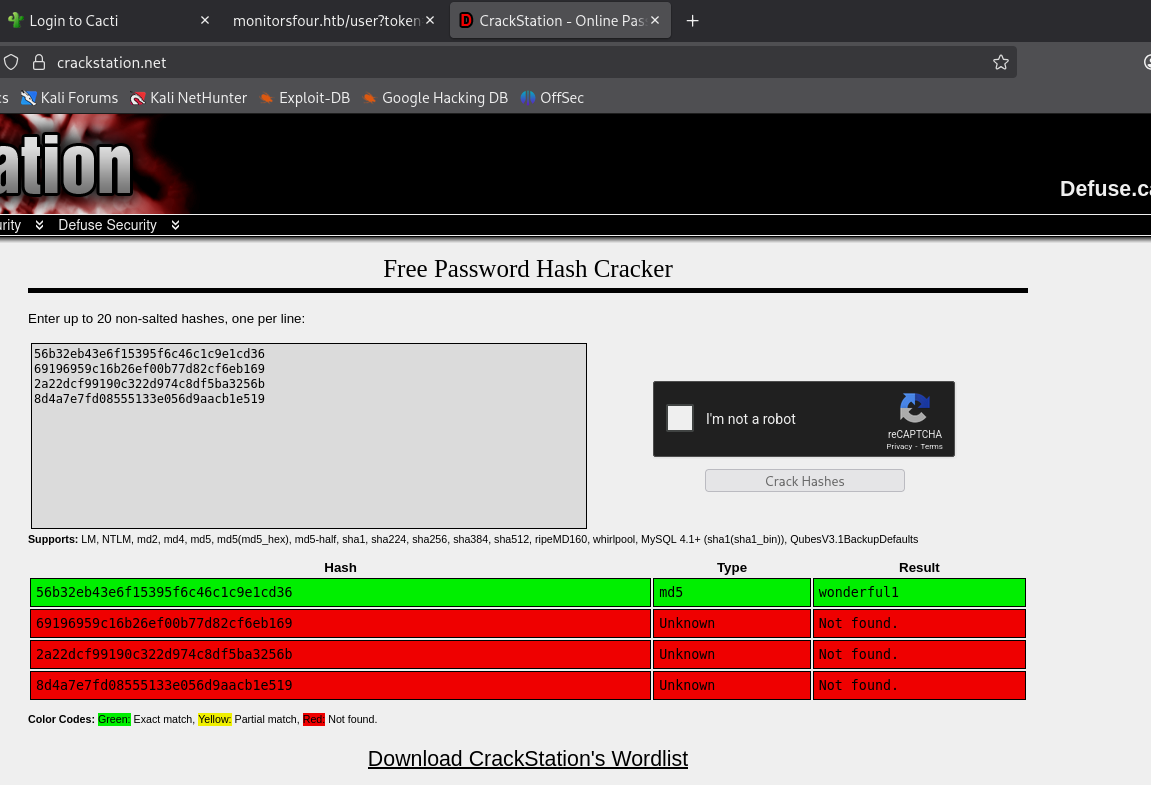 Login to Cacti
monitorsfour.htb/user?token
CrackStation - Online Pas
crackstation.net
Kali Forums
Kali NetHunter
Exploit-DB
Google Hacking DB
OffSec
ation
Defuse.ca
urity
Defuse Security
Free Password Hash Cracker
Enter up to 20 non-salted hashes, one per line:
56b32eb43e6f15395f6c46c1c9e1cd36
69196959c16b26ef00b77d82cf6eb169
2a22dcf99190c322d974c8df5ba3256b
8d4a7e7fd08555133e056d9aacb1e519
I'm not a robot
reCAPTCHA
Privacy - Terms
Crack Hashes
Supports: LM, NTLM, md2, md4, md5, md5(md5_hex), md5-half, sha1, sha224, sha256, sha384, sha512, ripeMD160, whirlpool, MySQL 4.1+ (sha1(sha1_bin)), QubesV3.1BackupDefaults
Hash Type Result
56b32eb43e6f15395f6c46c1c9e1cd36 md5 wonderful1
69196959c16b26ef00b77d82cf6eb169 Unknown Not found.
2a22dcf99190c322d974c8df5ba3256b Unknown Not found.
8d4a7e7fd08555133e056d9aacb1e519 Unknown Not found.
Color Codes: Green: Exact match, Yellow: Partial match, Red: Not found.
Download CrackStation's Wordlist